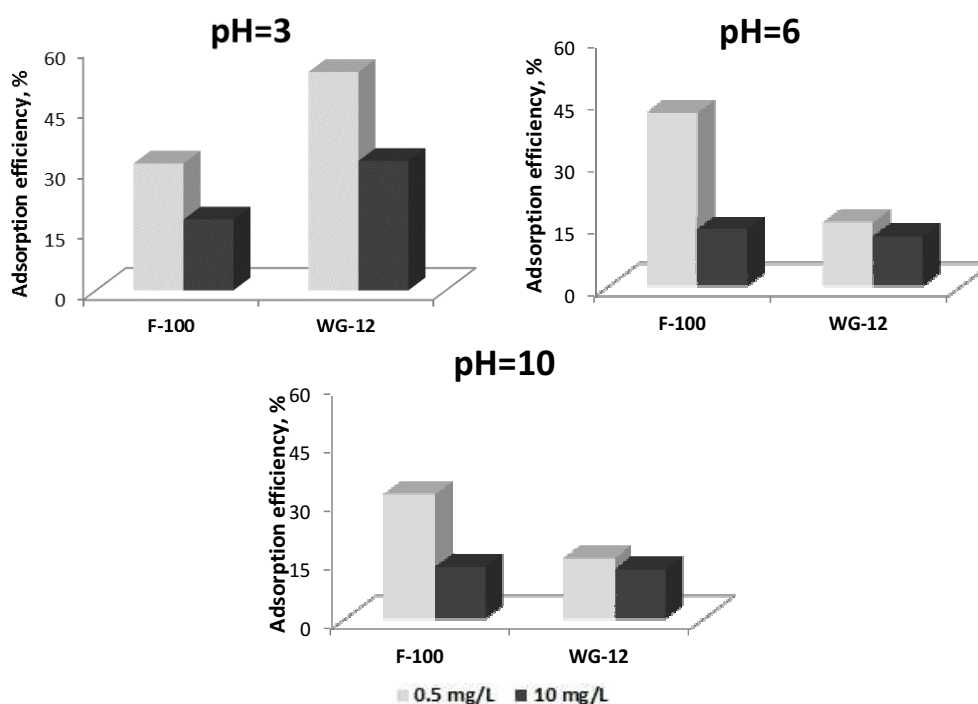 pH=3
Adsorption efficiency, %
60
45
30
15
0
F-100
WG-12
pH=6
Adsorption efficiency, %
60
45
30
15
0
F-100
WG-12
pH=10
Adsorption efficiency, %
60
45
30
15
0
F-100
WG-12
0.5 mg/L 10 mg/L